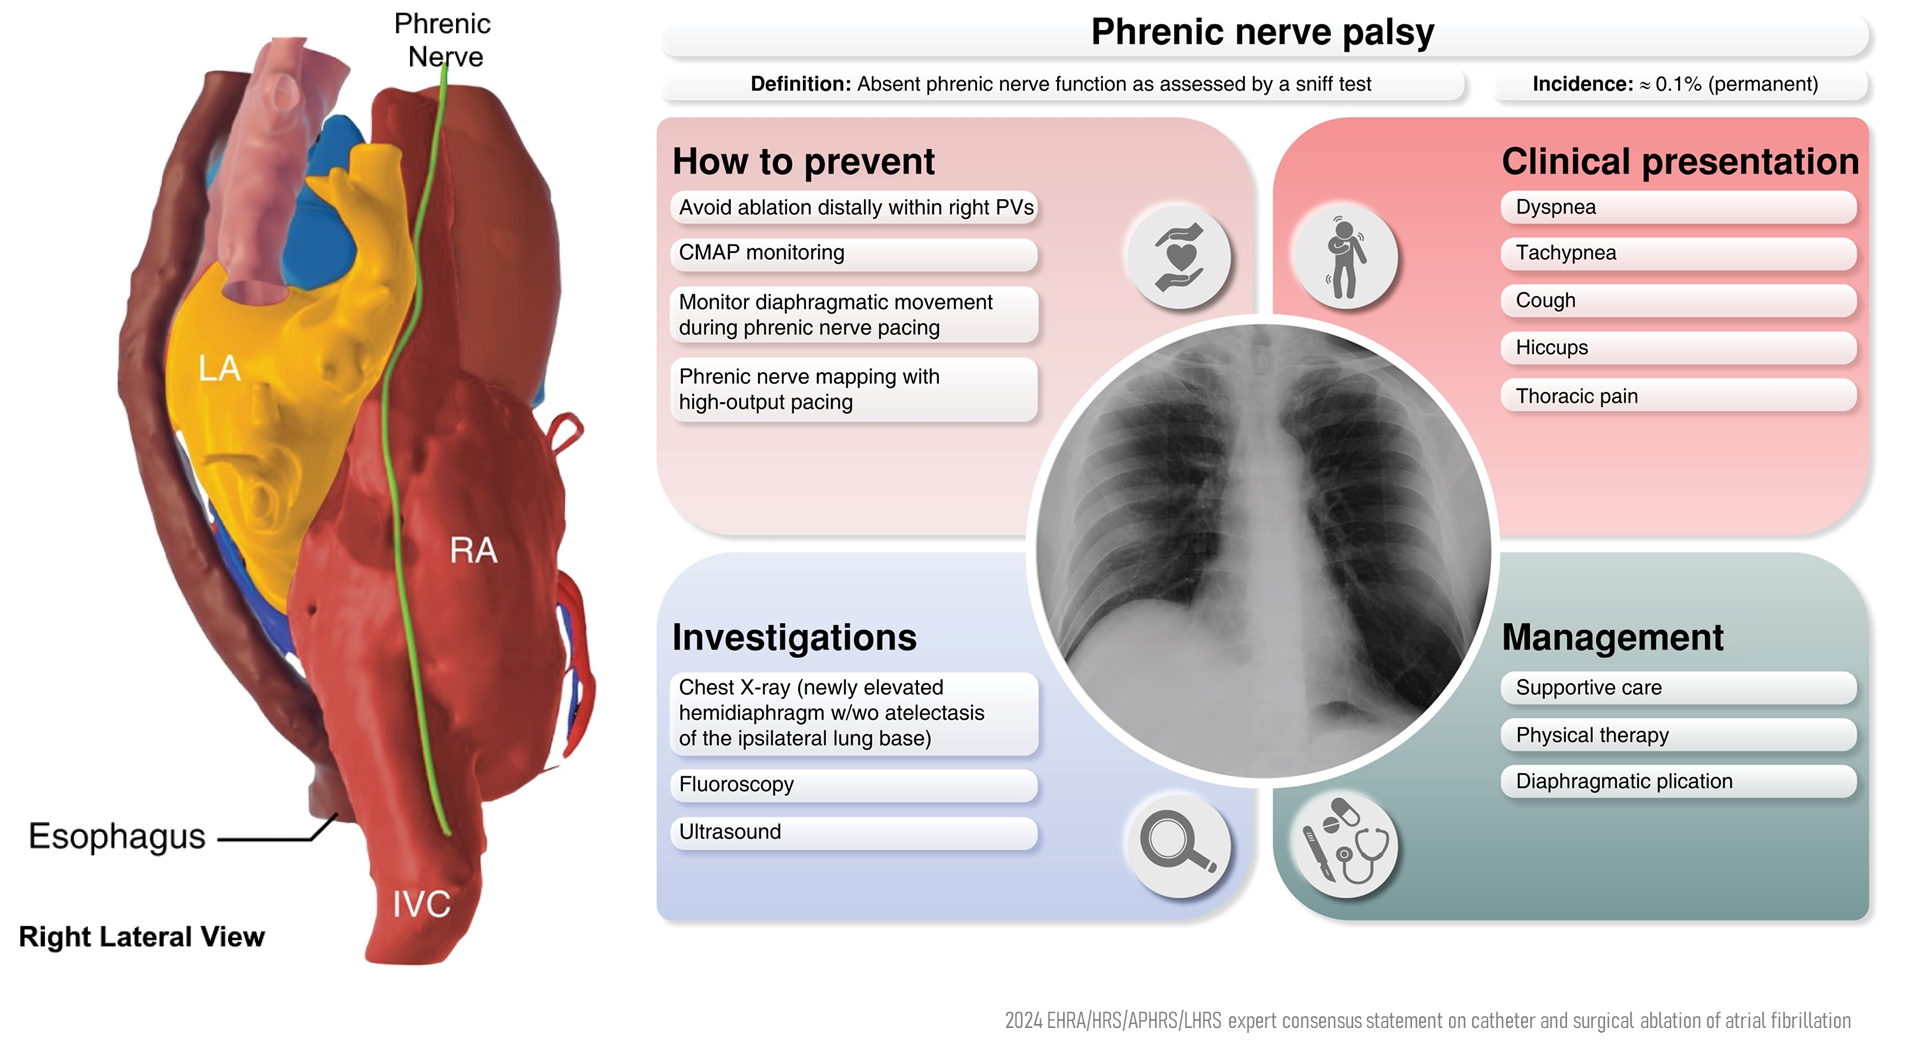 Phrenic
Nerve
LA
RA
Esophagus
IVC
Right Lateral View
Phrenic nerve palsy
Definition: Absent phrenic nerve function as assessed by a sniff test
Incidence: ≈ 0.1% (permanent)
How to prevent
Avoid ablation distally within right PVs
CMAP monitoring
Monitor diaphragmatic movement
during phrenic nerve pacing
Phrenic nerve mapping with
high-output pacing
Clinical presentation
Dyspnea
Tachypnea
Cough
Hiccups
Thoracic pain
Investigations
Chest X-ray (newly elevated
hemidiaphragm w/wo atelectasis
of the ipsilateral lung base)
Fluoroscopy
Ultrasound
Management
Supportive care
Physical therapy
Diaphragmatic plication
2024 EHRA/HRS/APHRS/LHRS expert consensus statement on catheter and surgical ablation of atrial fibrillation